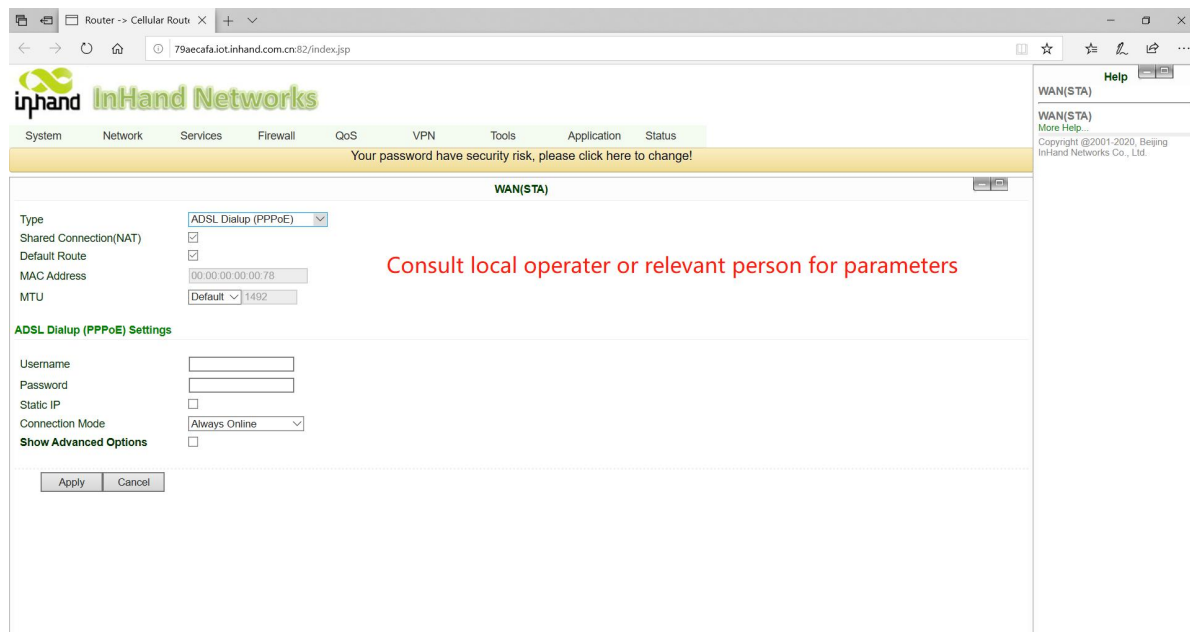 Router -> Cellular Route
79aecafa.iot.inhand.com.cn:82/index.jsp
inhand InHand Networks
System Network Services Firewall QoS VPN Tools Application Status
Your password have security risk, please click here to change!
WAN(STA)
Type ADSL Dialup (PPPoE)
Shared Connection(NAT)
Default Route
MAC Address 00:00:00:00:00:78
MTU Default 1492
Consult local operater or relevant person for parameters
ADSL Dialup (PPPoE) Settings
Username
Password
Static IP
Connection Mode Always Online
Show Advanced Options
Apply Cancel
Help
WAN(STA)
WAN(STA)
More Help...
Copyright @2001-2020, Beijing
InHand Networks Co., Ltd.